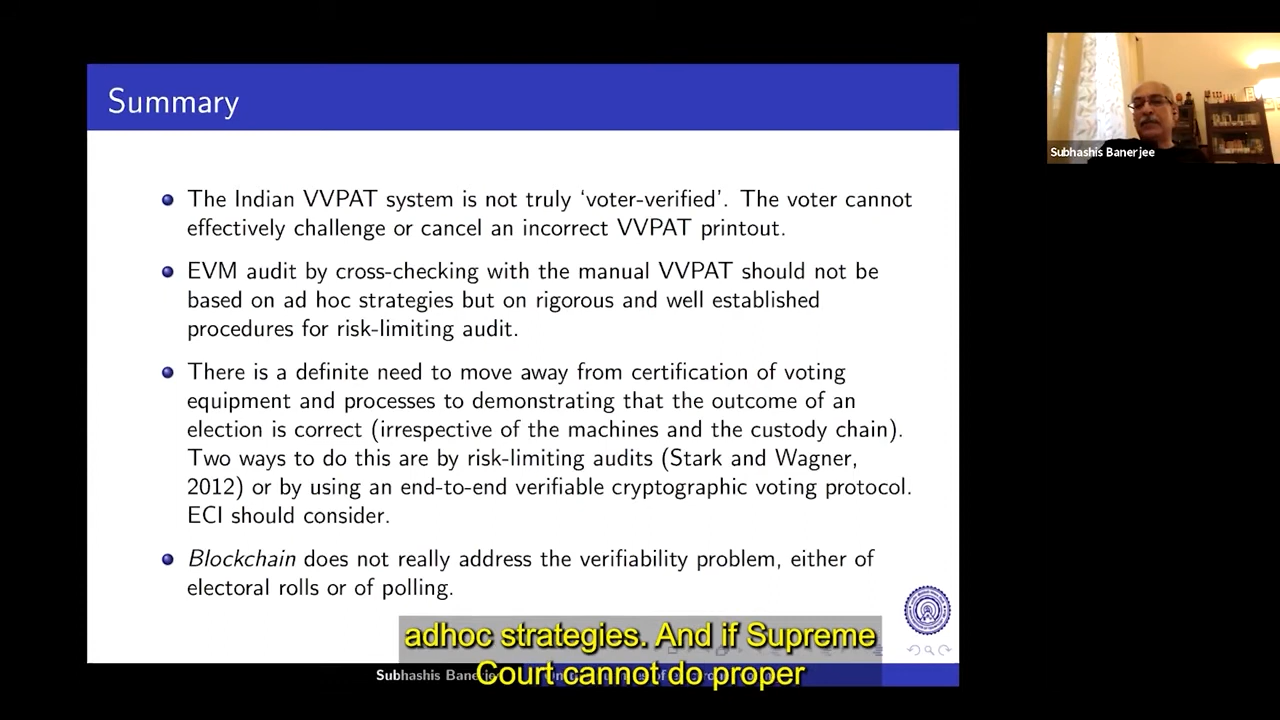 Summary
Subhashis Banerjee
The Indian VVPAT system is not truly ‘voter-verified’. The voter cannot
effectively challenge or cancel an incorrect VVPAT printout.
EVM audit by cross-checking with the manual VVPAT should not be
based on ad hoc strategies but on rigorous and well established
procedures for risk-limiting audit.
There is a definite need to move away from certification of voting
equipment and processes to demonstrating that the outcome of an
election is correct (irrespective of the machines and the custody chain).
Two ways to do this are by risk-limiting audits (Stark and Wagner,
2012) or by using an end-to-end verifiable cryptographic voting protocol.
ECI should consider.
Blockchain does not really address the verifiability problem, either of
electoral rolls or of polling.
adhoc strategies. And if Supreme
Court cannot do proper
Subhashis